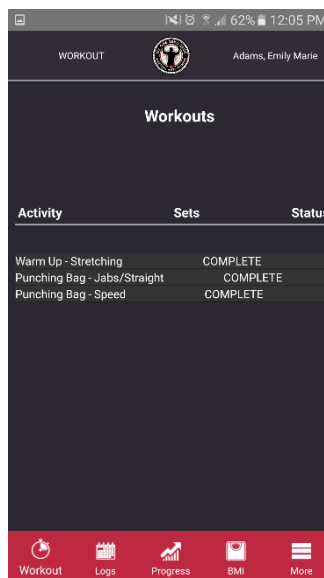 62% 12:05 PM
WORKOUT
Adams, Emily Marie
Workouts
Activity Sets Status
Warm Up - Stretching COMPLETE
Punching Bag - Jabs/Straight COMPLETE
Punching Bag - Speed COMPLETE
Workout Logs Progress BMI More